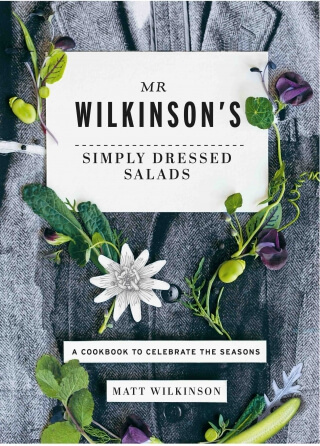 MR
WILKINSON'S
SIMPLY DRESSED
SALADS
A COOKBOOK TO CELEBRATE THE SEASONS
MATT WILKINSON